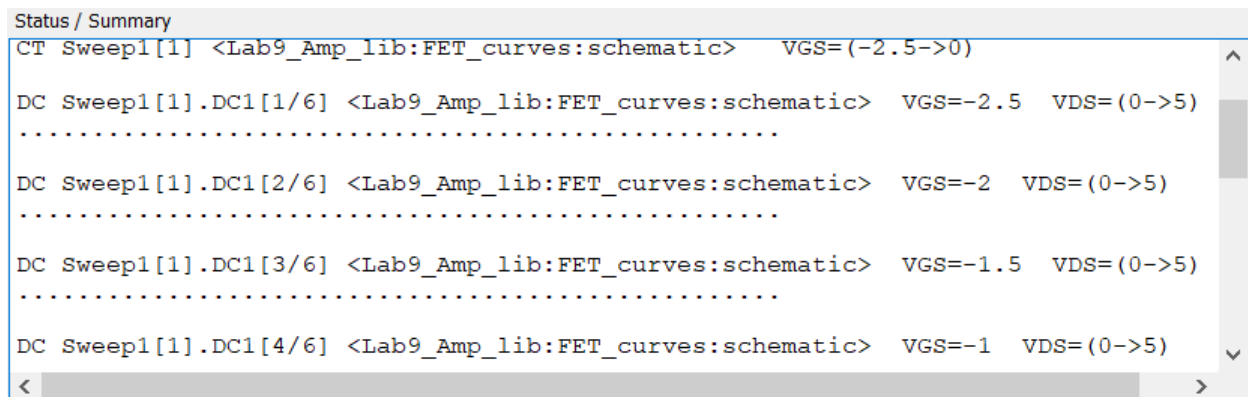 Status / Summary
CT Sweep1[1] <Lab9_Amp_lib:FET_curves:schematic>   VGS=(-2.5->0)
DC Sweep1[1].DC1[1/6] <Lab9_Amp_lib:FET_curves:schematic>  VGS=-2.5  VDS=(0->5)
...................................................
DC Sweep1[1].DC1[2/6] <Lab9_Amp_lib:FET_curves:schematic>  VGS=-2  VDS=(0->5)
...................................................
DC Sweep1[1].DC1[3/6] <Lab9_Amp_lib:FET_curves:schematic>  VGS=-1.5  VDS=(0->5)
...................................................
DC Sweep1[1].DC1[4/6] <Lab9_Amp_lib:FET_curves:schematic>  VGS=-1  VDS=(0->5)